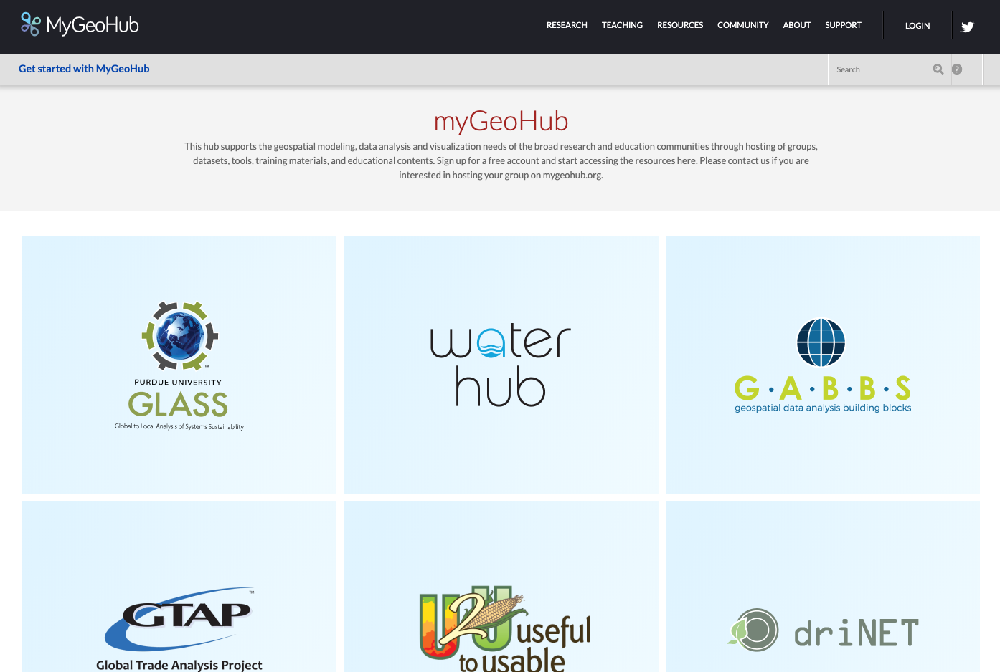 MyGeoHub
RESEARCH TEACHING RESOURCES COMMUNITY ABOUT SUPPORT LOGIN
Get started with MyGeoHub
Search
?
myGeoHub
This hub supports the geospatial modeling, data analysis and visualization needs of the broad research and education communities through hosting of groups,
datasets, tools, training materials, and educational contents. Sign up for a free account and start accessing the resources here. Please contact us if you are
interested in hosting your group on mygeohub.org.
TM
PURDUE UNIVERSITY
GLASS
Global to Local Analysis of Systems Sustainability
water
hub
G·A·B·B·S
geospatial data analysis building blocks
TM
GTAP
Global Trade Analysis Project
U2U
useful
to usable
driNET